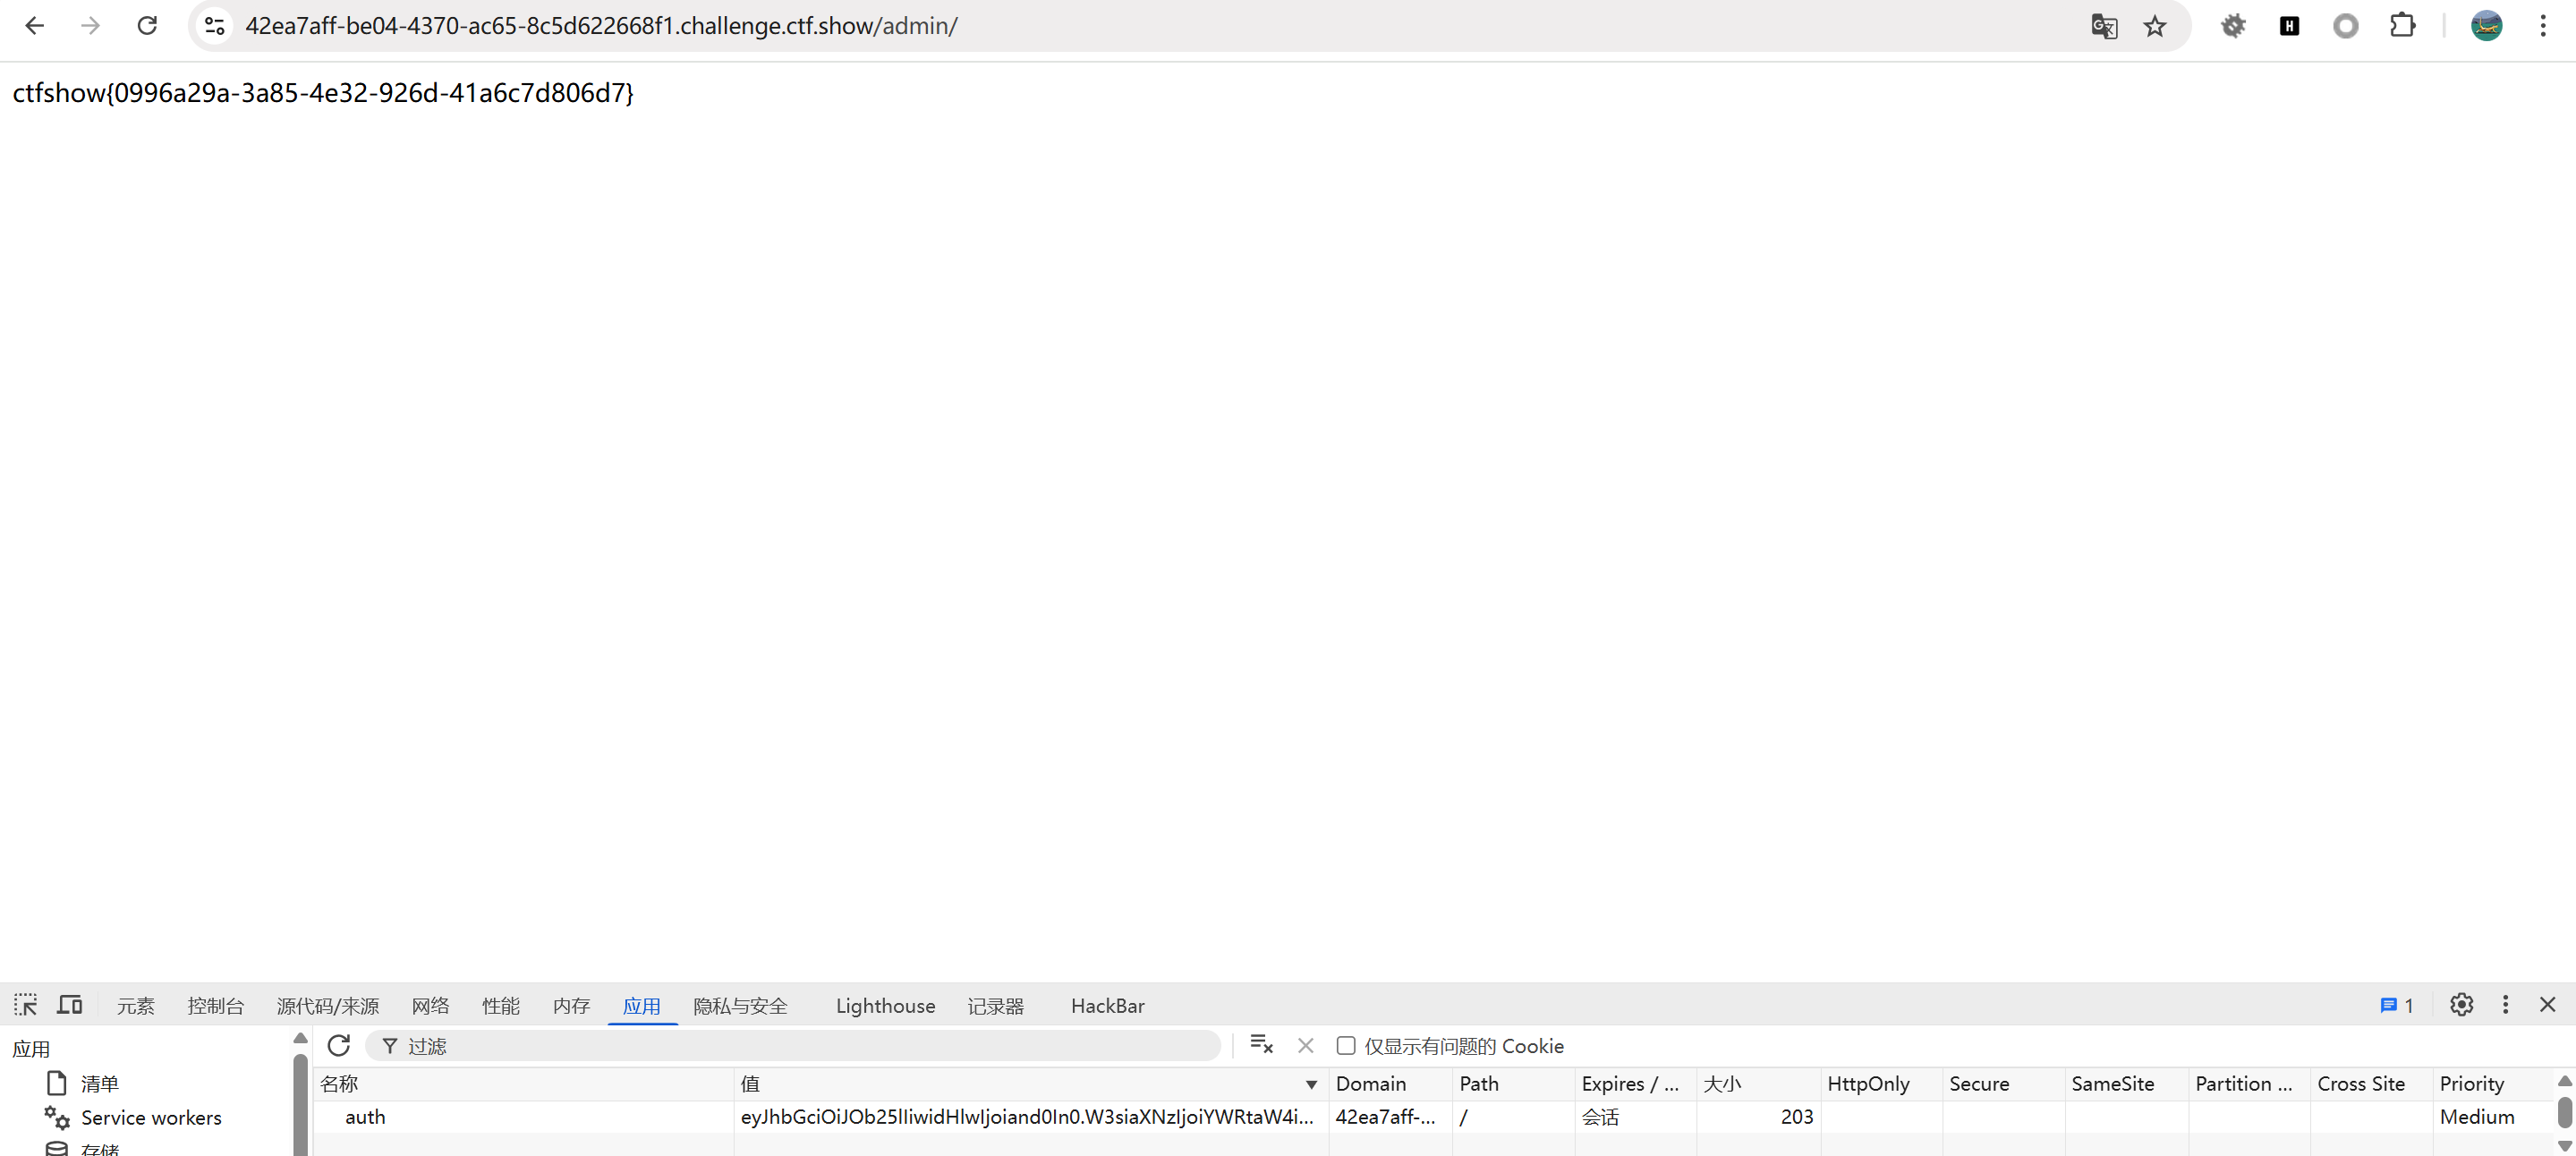 42ea7aff-be04-4370-ac65-8c5d622668f1.challenge.ctf.show/admin/
ctfshow{0996a29a-3a85-4e32-926d-41a6c7d806d7}
元素 控制台 源代码/来源 网络 性能 内存 应用 隐私与安全 Lighthouse 记录器 HackBar 1
应用 过滤 仅显示有问题的 Cookie
清单 名称 值 Domain Path Expires / ... 大小 HttpOnly Secure SameSite Partition ... Cross Site Priority
Service workers auth eyJhbGciOiJOb25lIiwidHlwIjoiand0In0.W3siaXNzIjoiYWRtaW4i... 42ea7aff-... / 会话 203 Medium
存储